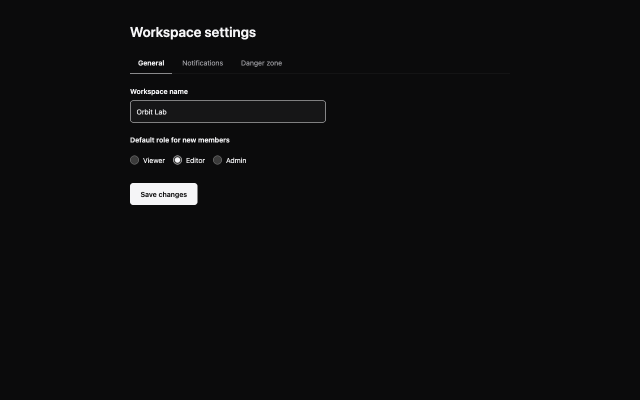 Workspace settings
General Notifications Danger zone
Workspace name
Orbit Lab
Default role for new members
Viewer Editor Admin
Save changes